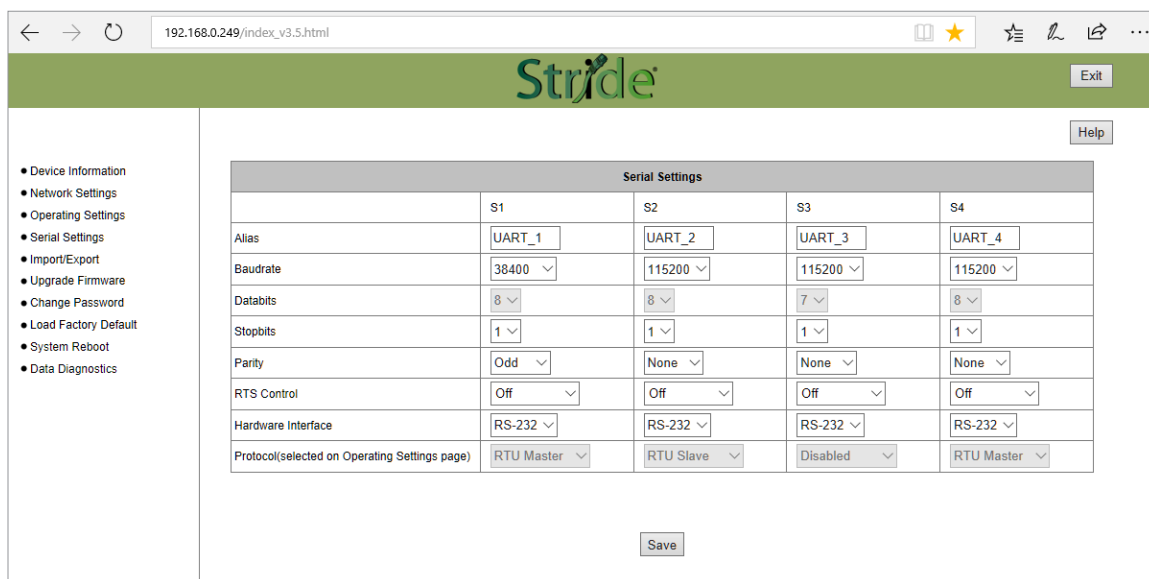 192.168.0.249/index_v3.5.html
Stride
Exit
Help
Device Information
Network Settings
Operating Settings
Serial Settings
Import/Export
Upgrade Firmware
Change Password
Load Factory Default
System Reboot
Data Diagnostics
Serial Settings
S1 S2 S3 S4
Alias UART_1 UART_2 UART_3 UART_4
Baudrate 38400 115200 115200 115200
Databits 8 8 7 8
Stopbits 1 1 1 1
Parity Odd None None None
RTS Control Off Off Off Off
Hardware Interface RS-232 RS-232 RS-232 RS-232
Protocol(selected on Operating Settings page) RTU Master RTU Slave Disabled RTU Master
Save